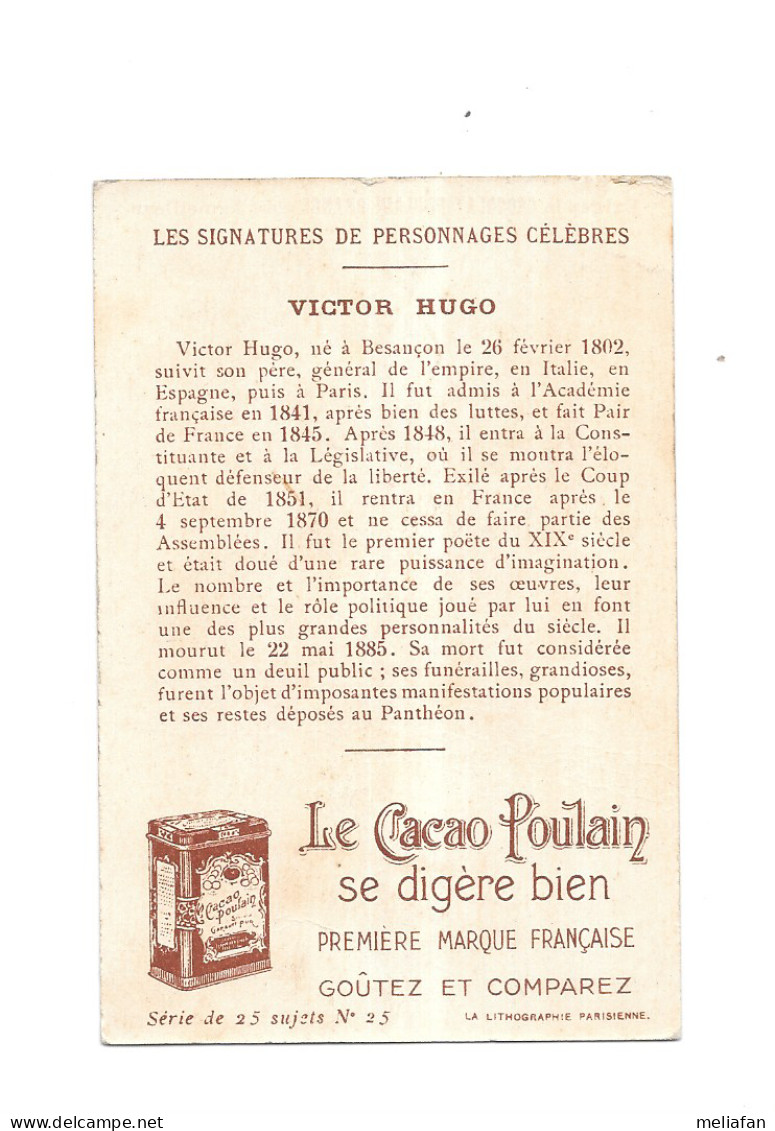 LES SIGNATURES DE PERSONNAGES CÉLÈBRES
VICTOR HUGO
Victor Hugo, né à Besançon le 26 février 1802,
suivit son père, général de l'empire, en Italie, en
Espagne, puis à Paris. Il fut admis à l'Académie
française en 1841, après bien des luttes, et fait Pair
de France en 1845. Après 1848, il entra à la Cons-
tituante et à la Législative, où il se montra l'élo-
quent défenseur de la liberté. Exilé après le Coup
d'Etat de 1851, il rentra en France après le
4 septembre 1870 et ne cessa de faire partie des
Assemblées. Il fut le premier poëte du XIXe siècle
et était doué d'une rare puissance d'imagination.
Le nombre et l'importance de ses œuvres, leur
influence et le rôle politique joué par lui en font
une des plus grandes personnalités du siècle. Il
mourut le 22 mai 1885. Sa mort fut considérée
comme un deuil public ; ses funérailles, grandioses,
furent l'objet d'imposantes manifestations populaires
et ses restes déposés au Panthéon.
Le Cacao Poulain
se digère bien
PREMIÈRE MARQUE FRANÇAISE
GOÛTEZ ET COMPAREZ
Cacao
Poulain
Série de 25 sujets N° 25
LA LITHOGRAPHIE PARISIENNE.
meliafan